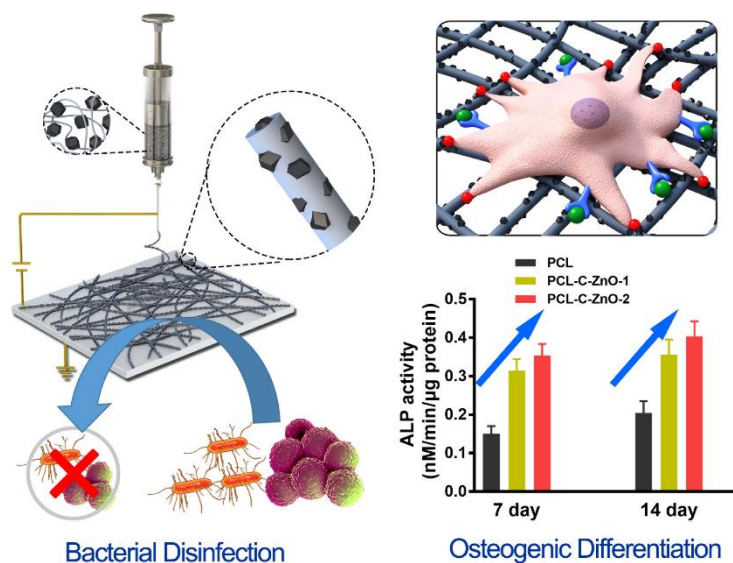 PCL
PCL-C-ZnO-1
PCL-C-ZnO-2
ALP activity
(nM/min/µg protein)
0.5
0.4
0.3
0.2
0.1
0.0
7 day
14 day
Bacterial Disinfection
Osteogenic Differentiation